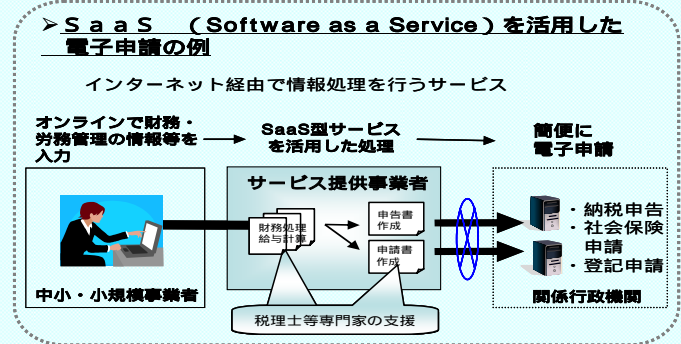 ➢ＳａａＳ　（Software as a Service）を活用した
電子申請の例
インターネット経由で情報処理を行うサービス
オンラインで財務・
労務管理の情報等を
入力
SaaS型サービス
を活用した処理
簡便に
電子申請
サービス提供事業者
財務処理
給与計算
申告書
作成
申請書
作成
・納税申告
・社会保険
申請
・登記申請
中小・小規模事業者
関係行政機関
税理士等専門家の支援